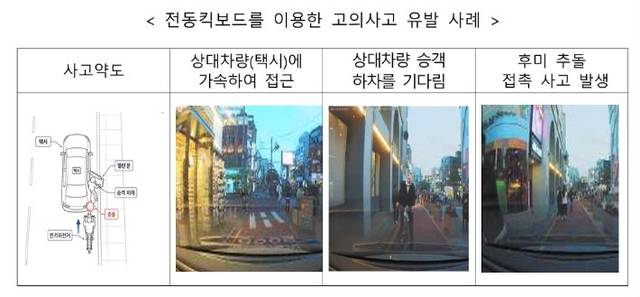 < 전동킥보드를 이용한 고의사고 유발 사례 >
사고약도
상대차량(택시)에
가속하여 접근
상대차량 승객
하차를 기다림
후미 추돌
접촉 사고 발생
택시
택시
열린 문
승객 하차
충돌
전기자전거